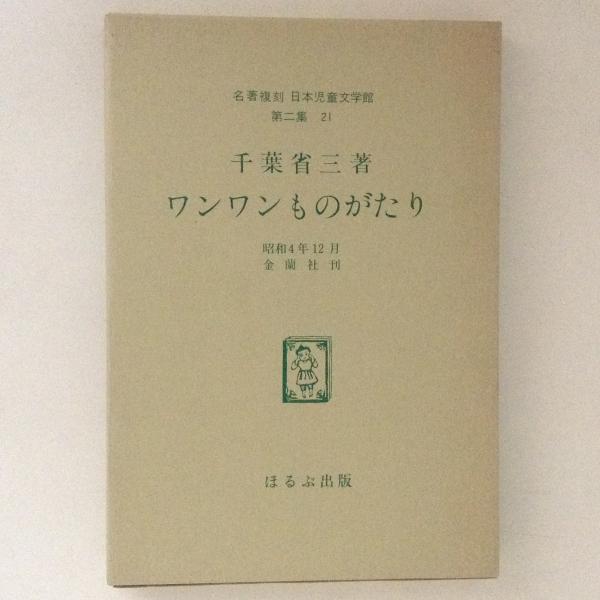 名著複刻 日本児童文学館
第二集 21
千葉省三著
ワンワンものがたり
昭和4年12月
金蘭社刊
ほるぷ出版